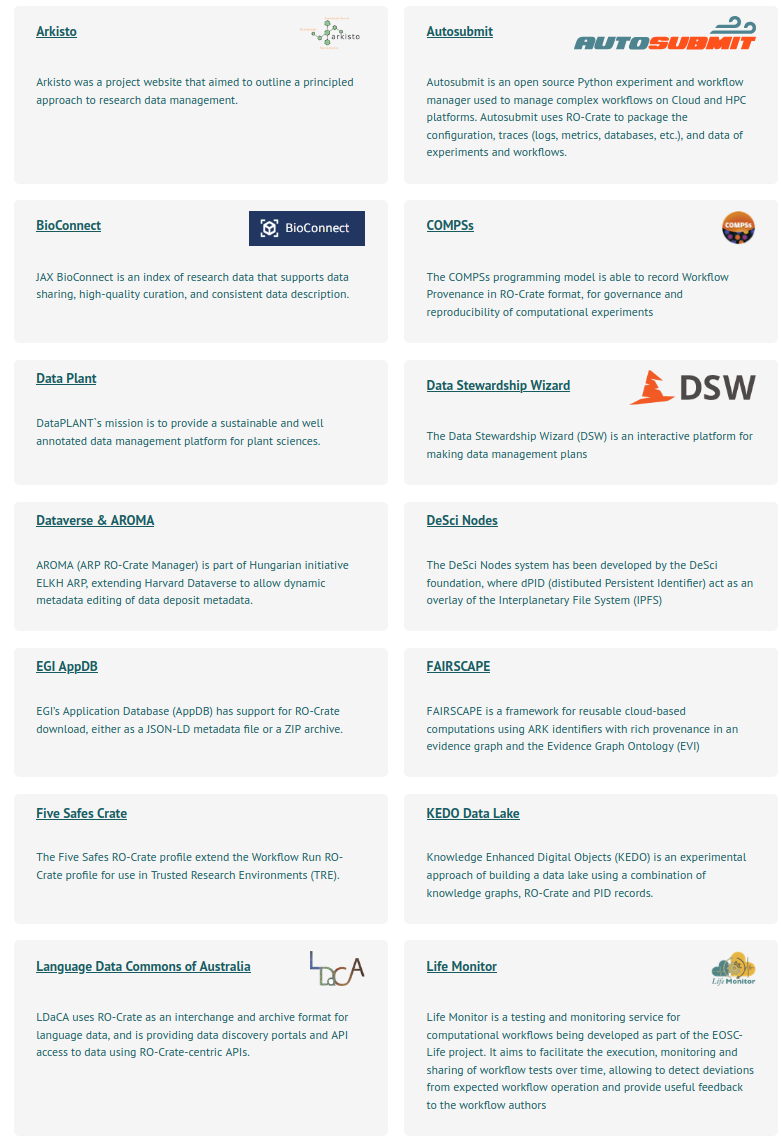 Arkisto
arkisto
Arkisto was a project website that aimed to outline a principled
approach to research data management.
Autosubmit
AUTOSUBMIT
Autosubmit is an open source Python experiment and workflow
manager used to manage complex workflows on Cloud and HPC
platforms. Autosubmit uses RO-Crate to package the
configuration, traces (logs, metrics, databases, etc.), and data of
experiments and workflows.
BioConnect
BioConnect
JAX BioConnect is an index of research data that supports data
sharing, high-quality curation, and consistent data description.
COMPSs
COMPSs
The COMPSs programming model is able to record Workflow
Provenance in RO-Crate format, for governance and
reproducibility of computational experiments
Data Plant
DataPLANT`s mission is to provide a sustainable and well
annotated data management platform for plant sciences.
Data Stewardship Wizard
DSW
The Data Stewardship Wizard (DSW) is an interactive platform for
making data management plans
Dataverse & AROMA
AROMA (ARP RO-Crate Manager) is part of Hungarian initiative
ELKH ARP, extending Harvard Dataverse to allow dynamic
metadata editing of data deposit metadata.
DeSci Nodes
The DeSci Nodes system has been developed by the DeSci
foundation, where dPID (distibuted Persistent Identifier) act as an
overlay of the Interplanetary File System (IPFS)
EGI AppDB
EGI's Application Database (AppDB) has support for RO-Crate
download, either as a JSON-LD metadata file or a ZIP archive.
FAIRSCAPE
FAIRSCAPE is a framework for reusable cloud-based
computations using ARK identifiers with rich provenance in an
evidence graph and the Evidence Graph Ontology (EVI)
Five Safes Crate
The Five Safes RO-Crate profile extend the Workflow Run RO-
Crate profile for use in Trusted Research Environments (TRE).
KEDO Data Lake
Knowledge Enhanced Digital Objects (KEDO) is an experimental
approach of building a data lake using a combination of
knowledge graphs, RO-Crate and PID records.
Language Data Commons of Australia
LDaCA
LDaCA uses RO-Crate as an interchange and archive format for
language data, and is providing data discovery portals and API
access to data using RO-Crate-centric APIs.
Life Monitor
Life Monitor
Life Monitor is a testing and monitoring service for
computational workflows being developed as part of the EOSC-
Life project. It aims to facilitate the execution, monitoring and
sharing of workflow tests over time, allowing to detect deviations
from expected workflow operation and provide useful feedback
to the workflow authors